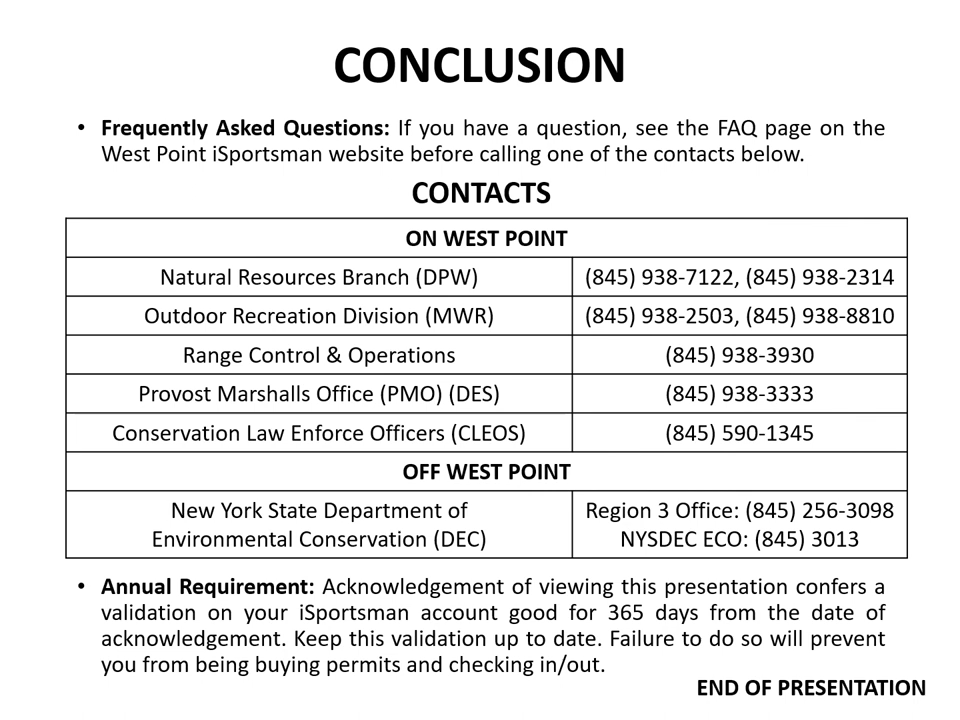 CONCLUSION
• Frequently Asked Questions: If you have a question, see the FAQ page on the
West Point iSportsman website before calling one of the contacts below.
CONTACTS
ON WEST POINT
Natural Resources Branch (DPW) (845) 938-7122, (845) 938-2314
Outdoor Recreation Division (MWR) (845) 938-2503, (845) 938-8810
Range Control & Operations (845) 938-3930
Provost Marshalls Office (PMO) (DES) (845) 938-3333
Conservation Law Enforce Officers (CLEOS) (845) 590-1345
OFF WEST POINT
New York State Department of
Environmental Conservation (DEC)
Region 3 Office: (845) 256-3098
NYSDEC ECO: (845) 3013
• Annual Requirement: Acknowledgement of viewing this presentation confers a
validation on your iSportsman account good for 365 days from the date of
acknowledgement. Keep this validation up to date. Failure to do so will prevent
you from being buying permits and checking in/out.
END OF PRESENTATION